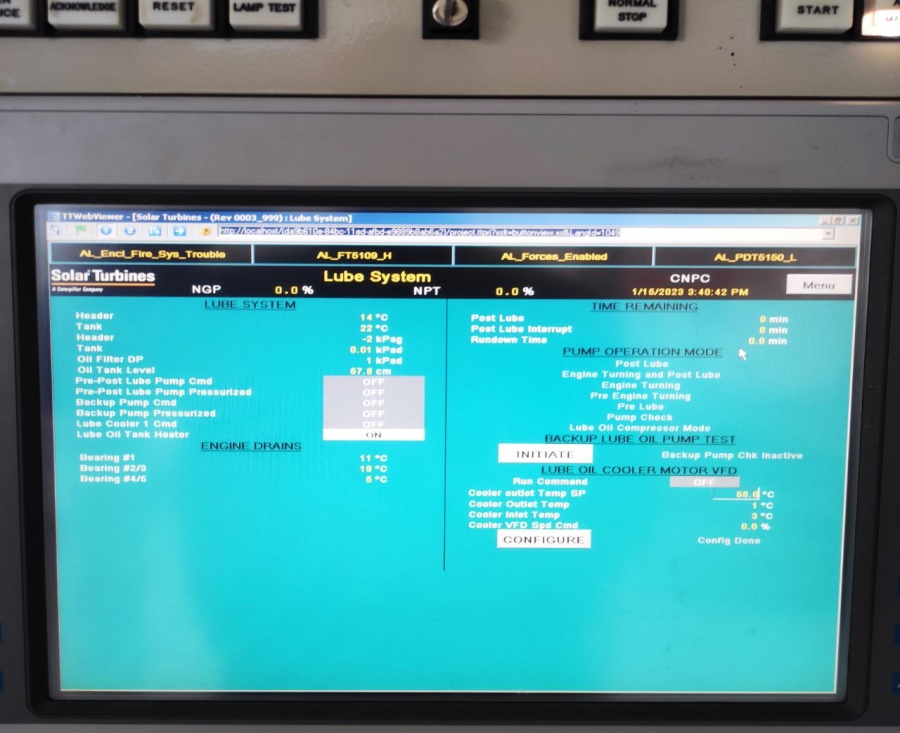 ACKNOWLEDGE
RESET
LAMP TEST
NORMAL STOP
START
TTWebViewer - [Solar Turbines - (Rev 0003_999) : Lube System]
AL_Encl_Fire_Sys_Trouble AL_FT5109_H AL_Forces_Enabled AL_PDT5150_L
Solar Turbines
A Caterpillar Company
Lube System
CNPC
Menu
NGP 0.0 % NPT 0.0 % 1/16/2023 3:40:42 PM
LUBE SYSTEM
Header 14 °C
Tank 22 °C
Header -2 kPag
Tank 0.01 kPad
Oil Filter DP 1 kPad
Oil Tank Level 57.8 cm
Pre-Post Lube Pump Cmd OFF
Pre-Post Lube Pump Pressurized OFF
Backup Pump Cmd OFF
Backup Pump Pressurized OFF
Lube Cooler 1 Cmd OFF
Lube Oil Tank Heater ON
ENGINE DRAINS
Bearing #1 11 °C
Bearing #2/3 18 °C
Bearing #4/5 5 °C
TIME REMAINING
Post Lube 0 min
Post Lube Interrupt 0 min
Rundown Time 0.0 min
PUMP OPERATION MODE
Post Lube
Engine Turning and Post Lube
Engine Turning
Pre Engine Turning
Pre Lube
Pump Check
Lube Oil Compressor Mode
BACKUP LUBE OIL PUMP TEST
INITIATE Backup Pump Chk Inactive
LUBE OIL COOLER MOTOR VFD
Run Command OFF
Cooler outlet Temp SP °C
Cooler Outlet Temp 1 °C
Cooler Inlet Temp 3 °C
Cooler VFD Spd Cmd 0.0 %
CONFIGURE Config Done